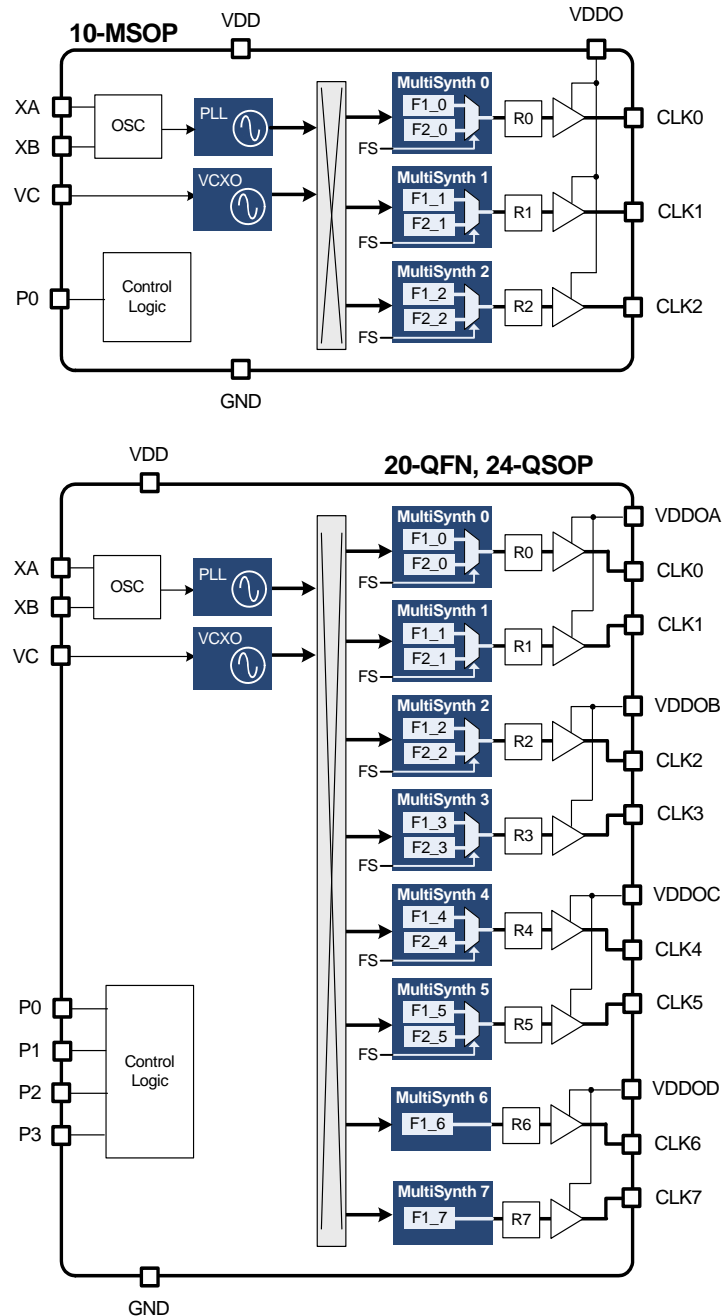 10-MSOP
VDD
VDDO
XA
XB
VC
P0
OSC
PLL
VCXO
Control
Logic
MultiSynth 0
F1_0
F2_0
FS
R0
CLK0
MultiSynth 1
F1_1
F2_1
FS
R1
CLK1
MultiSynth 2
F1_2
F2_2
FS
R2
CLK2
GND
VDD
20-QFN, 24-QSOP
XA
XB
VC
OSC
PLL
VCXO
MultiSynth 0
F1_0
F2_0
FS
R0
VDDOA
CLK0
MultiSynth 1
F1_1
F2_1
FS
R1
CLK1
MultiSynth 2
F1_2
F2_2
FS
R2
VDDOB
CLK2
MultiSynth 3
F1_3
F2_3
FS
R3
CLK3
MultiSynth 4
F1_4
F2_4
FS
R4
VDDOC
CLK4
MultiSynth 5
F1_5
F2_5
FS
R5
CLK5
P0
P1
P2
P3
Control
Logic
MultiSynth 6
F1_6
R6
VDDOD
CLK6
MultiSynth 7
F1_7
R7
CLK7
GND